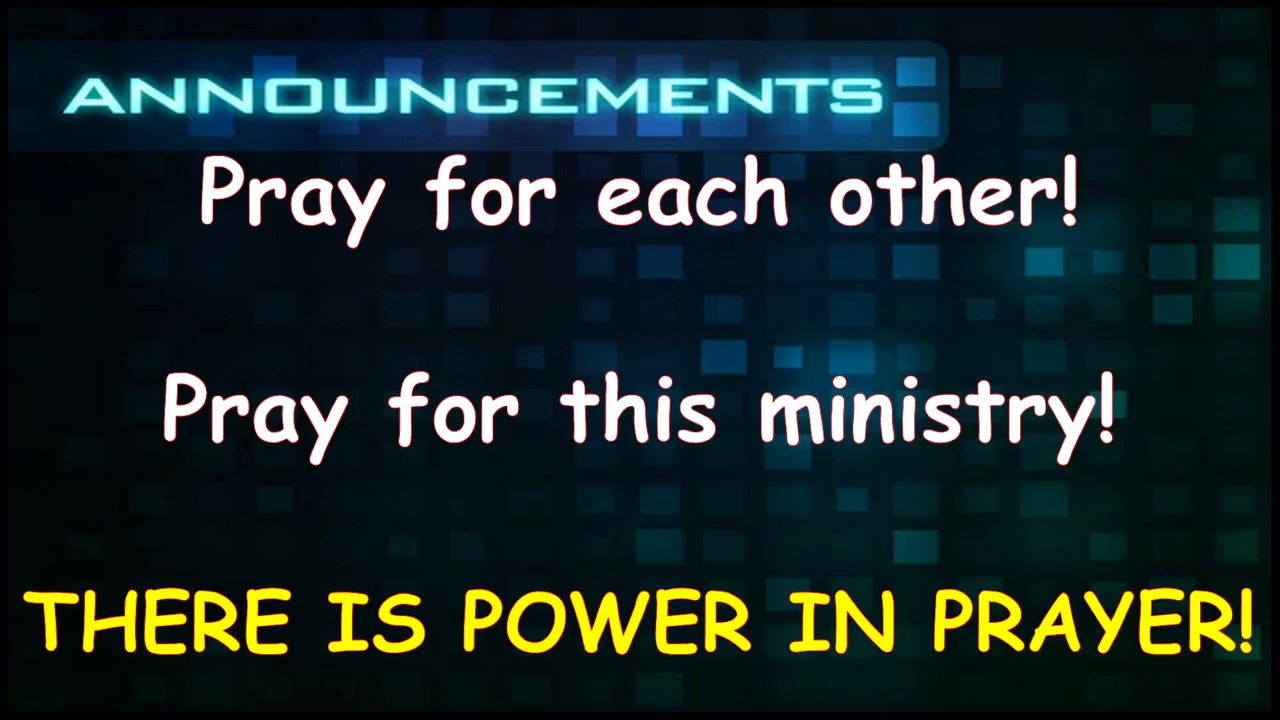 ANNOUNCEMENTS
Pray for each other!
Pray for this ministry!
THERE IS POWER IN PRAYER!